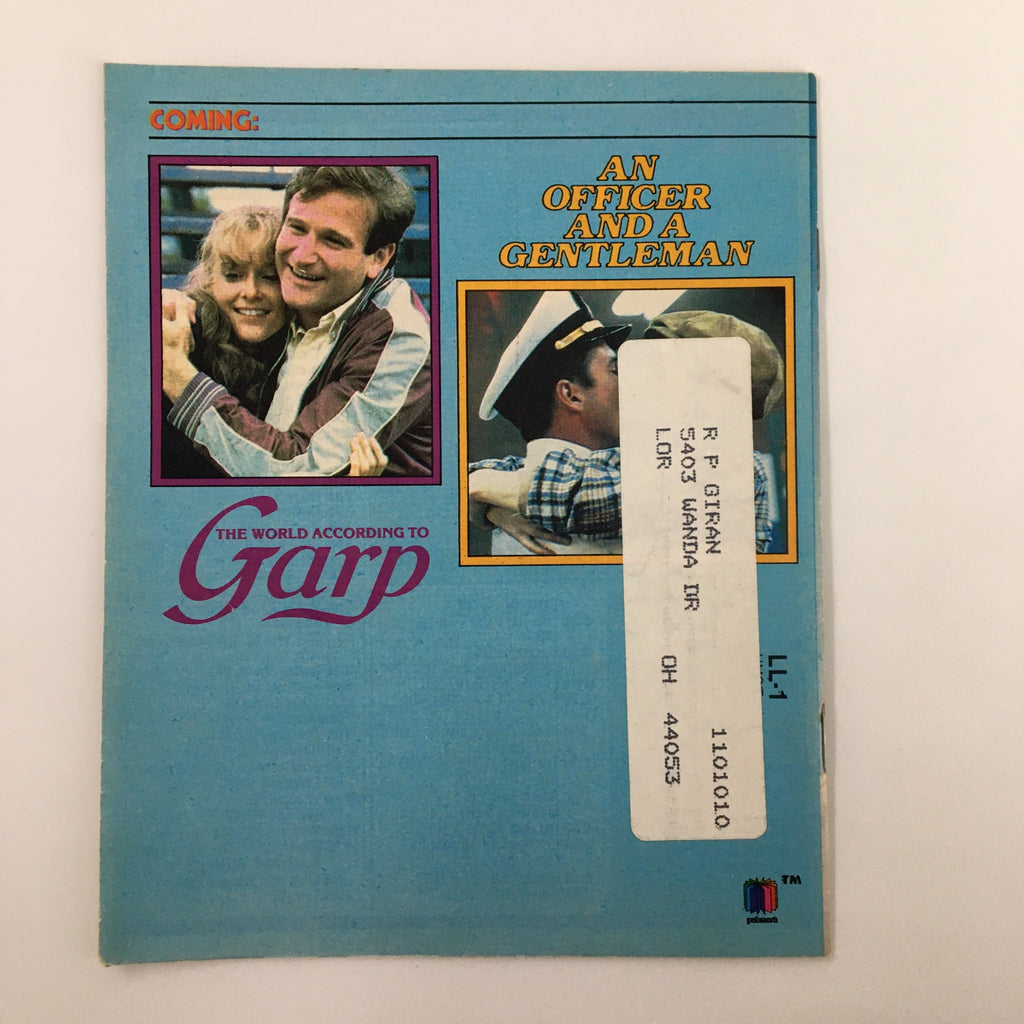 COMING:
AN
OFFICER
AND A
GENTLEMAN
THE WORLD ACCORDING TO
Garp
R P GIRAN
5403 WANDA DR
LOR
OH 44053
1101010
LL-1
TM